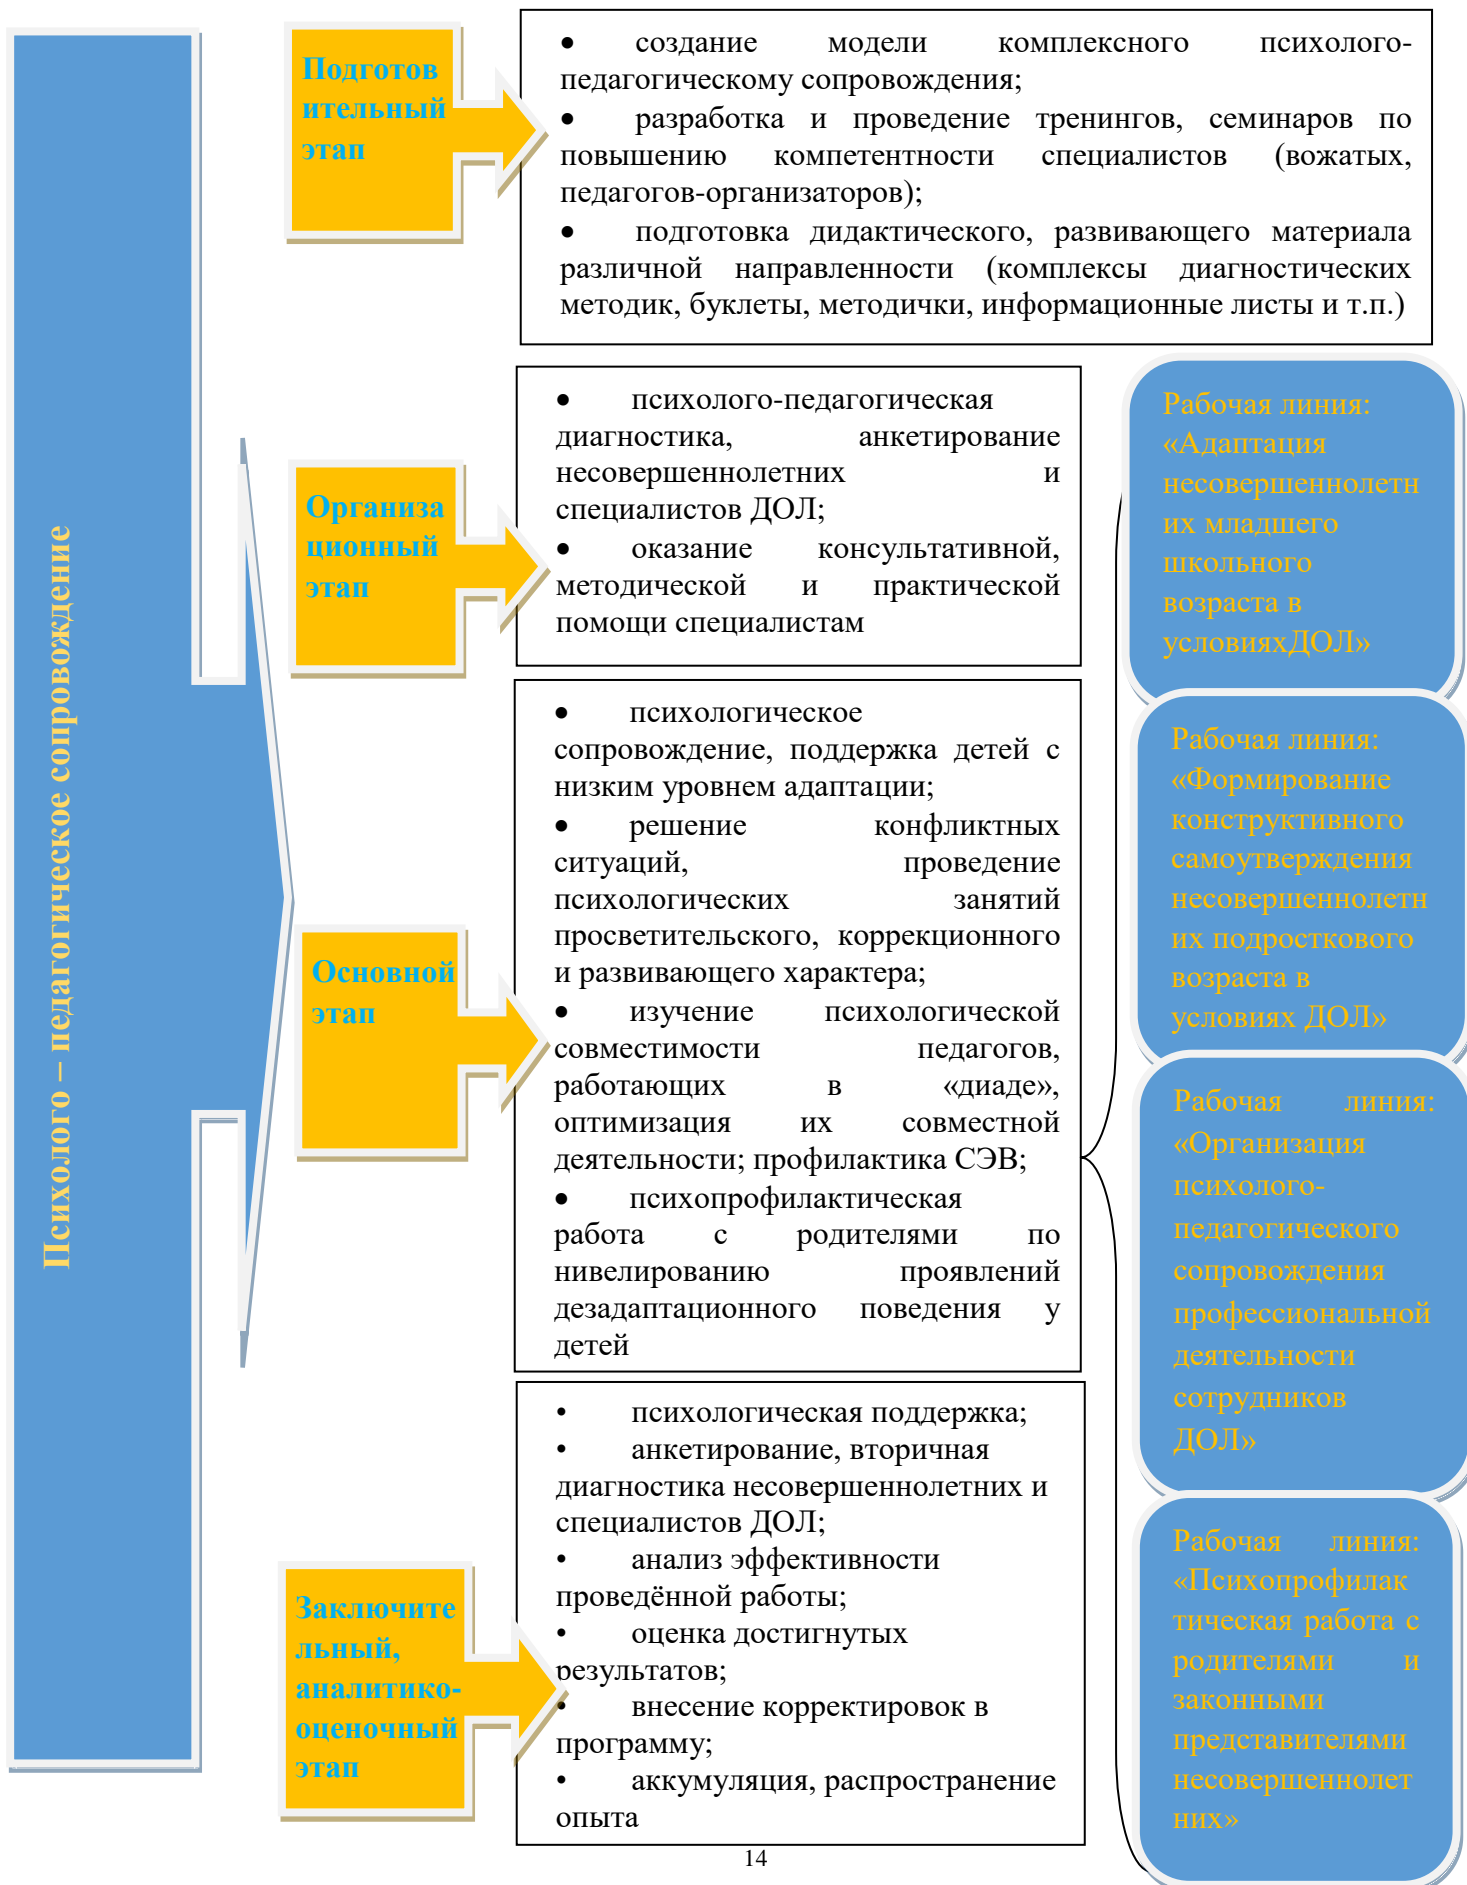 Психолого – педагогическое сопровождение
Подготов
ительный
этап
• создание модели комплексного психолого-
педагогическому сопровождения;
• разработка и проведение тренингов, семинаров по
повышению компетентности специалистов (вожатых,
педагогов-организаторов);
• подготовка дидактического, развивающего материала
различной направленности (комплексы диагностических
методик, буклеты, методички, информационные листы и т.п.)
Организа
ционный
этап
• психолого-педагогическая
диагностика, анкетирование
несовершеннолетних и
специалистов ДОЛ;
• оказание консультативной,
методической и практической
помощи специалистам
Основной
этап
• психологическое
сопровождение, поддержка детей с
низким уровнем адаптации;
• решение конфликтных
ситуаций, проведение
психологических занятий
просветительского, коррекционного
и развивающего характера;
• изучение психологической
совместимости педагогов,
работающих в «диаде»,
оптимизация их совместной
деятельности; профилактика СЭВ;
• психопрофилактическая
работа с родителями по
нивелированию проявлений
дезадаптационного поведения у
детей
Рабочая линия:
«Адаптация
несовершеннолетн
их младшего
школьного
возраста в
условияхДОЛ»
Рабочая линия:
«Формирование
конструктивного
самоутверждения
несовершеннолетн
их подросткового
возраста в
условиях ДОЛ»
Рабочая линия:
«Организация
психолого-
педагогического
сопровождения
профессиональной
деятельности
сотрудников
ДОЛ»
Рабочая линия:
«Психопрофилак
тическая работа с
родителями и
законными
представителями
несовершеннолет
них»
Заключите
льный,
аналитико-
оценочный
этап
• психологическая поддержка;
• анкетирование, вторичная
диагностика несовершеннолетних и
специалистов ДОЛ;
• анализ эффективности
проведённой работы;
• оценка достигнутых
результатов;
• внесение корректировок в
программу;
• аккумуляция, распространение
опыта
14